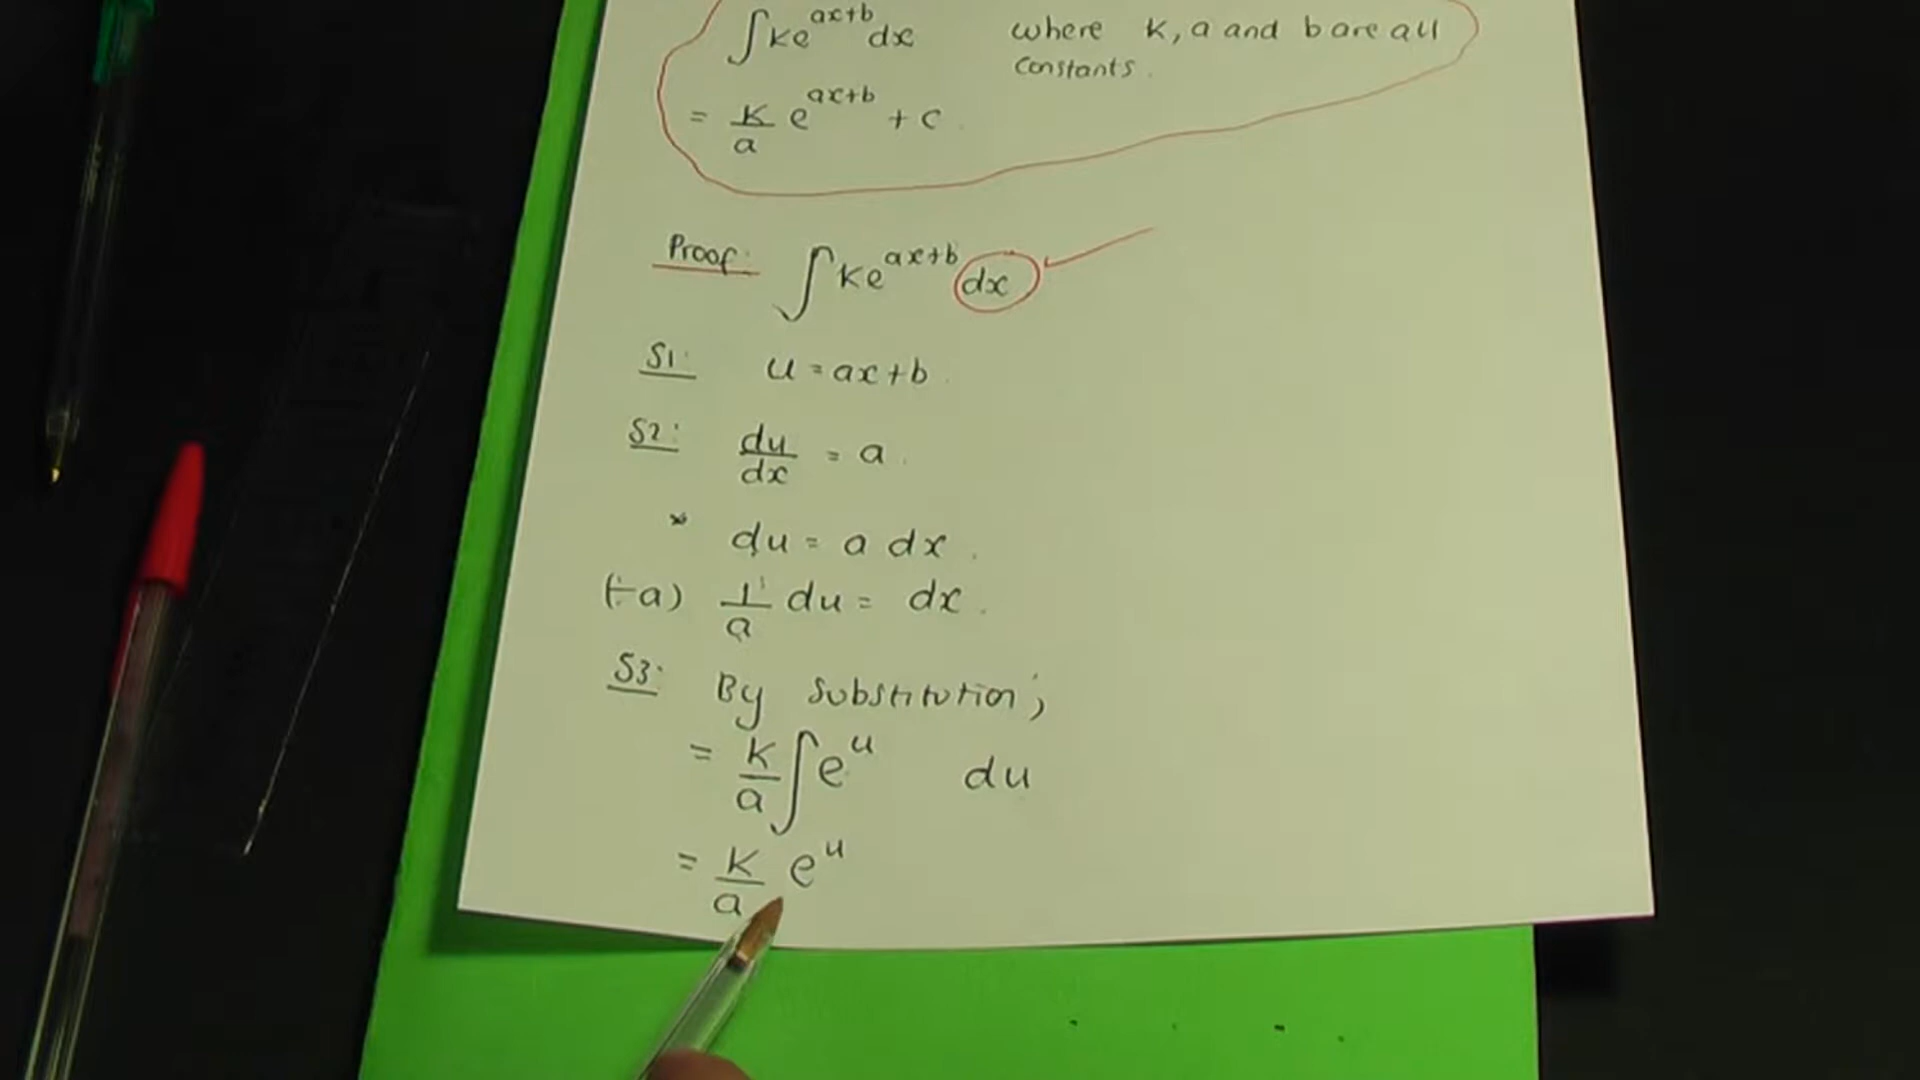 ∫ke^(ax+b) dx where k, a and b are all
constants.
= k/a e^(ax+b) + c
Proof: ∫ke^(ax+b) dx
S1: u = ax+b.
S2: du/dx = a.
* du = a dx.
(÷a) 1/a du = dx.
S3: By substitution;
= k/a ∫e^u du
= k/a e^u